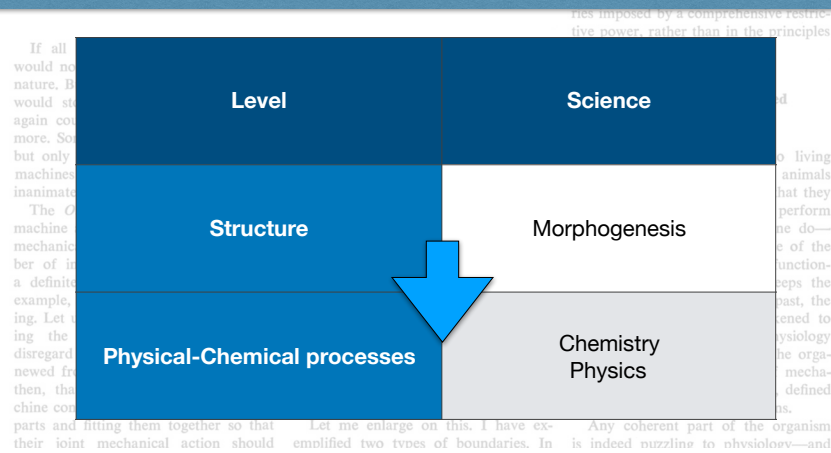 ries imposed by a comprehensive restric-
tive power, rather than in the principles
If all
would no
nature. B
would st
again cou
more. So
but only
machines
inanimate
The O
machine
mechanic
ber of in
a definite
example,
ing. Let
ing the
disregard
newed fr
then, tha
chine con
parts and fitting them together so that
their joint mechanical action should
Level
Science
Structure
Morphogenesis
Physical-Chemical processes
Chemistry
Physics
Let me enlarge on this. I have ex-
emplified two types of boundaries. In
ed
o living
animals
hat they
perform
ne do—
e of the
function-
eeps the
past, the
kened to
ysiology
he orga-
mecha-
defined
ns.
Any coherent part of the organism
is indeed puzzling to physiology—and